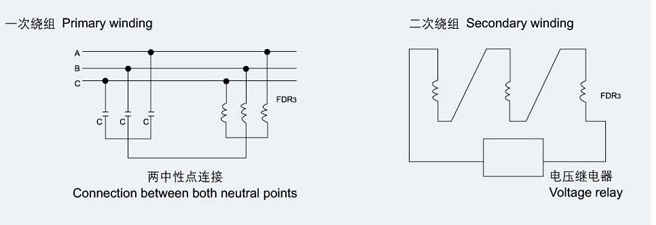 一次绕组 Primary winding
二次绕组 Secondary winding
A
B
C
FDR3
C C C
FDR3
两中性点连接
Connection between both neutral points
电压继电器
Voltage relay